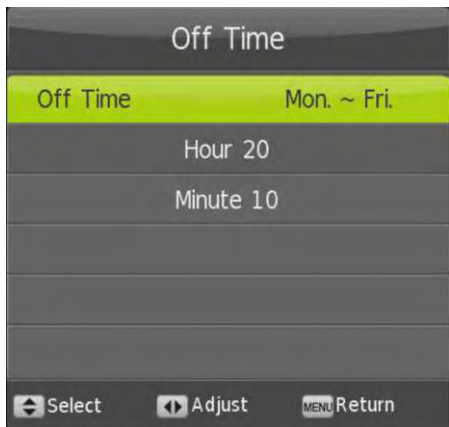 Off Time
Off Time Mon. ~ Fri.
Hour 20
Minute 10
Select Adjust MENU Return